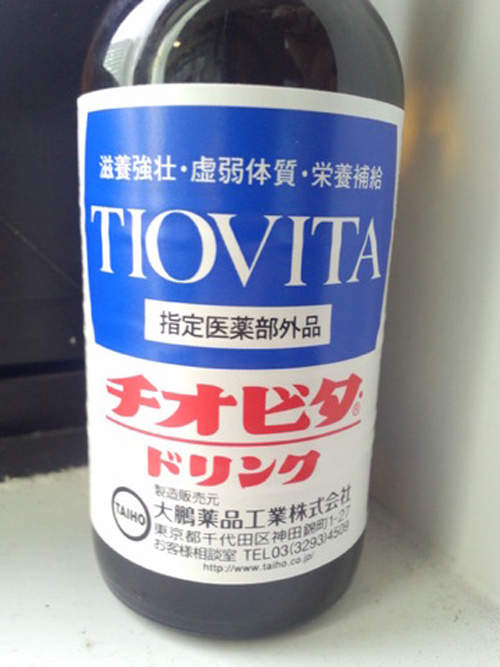 滋養強壮・虚弱体質・栄養補給
TIOVITA
指定医薬部外品
チオビタ®
ドリンク
製造販売元
TAIHO
大鵬薬品工業株式会社
東京都千代田区神田錦町1-27
お客様相談室 TEL03(3293)4509
http://www.taiho.co.jp/